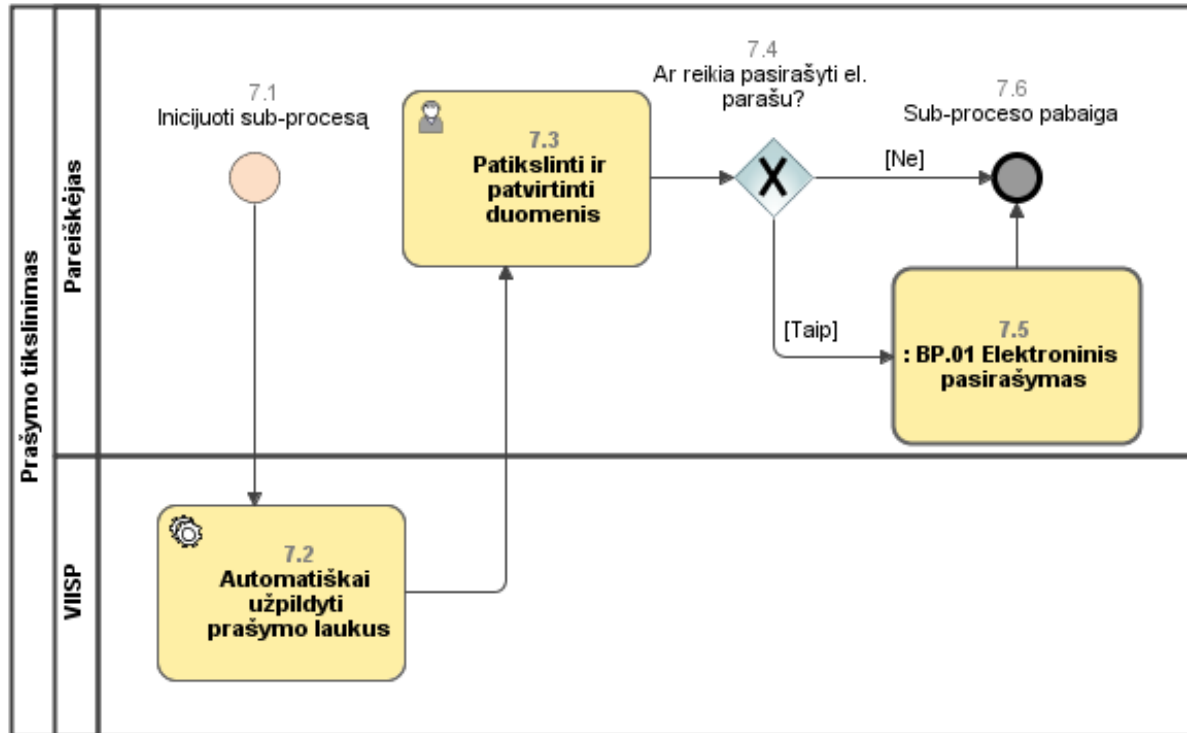 Prašymo tikslinimas
Pareiškėjas
7.1
Inicijuoti sub-procesą
7.3
Patikslinti ir
patvirtinti
duomenis
7.4
Ar reikia pasirašyti el.
parašu?
[Ne]
7.6
Sub-proceso pabaiga
[Taip]
7.5
: BP.01 Elektroninis
pasirašymas
VIISP
7.2
Automatiškai
užpildyti
prašymo laukus